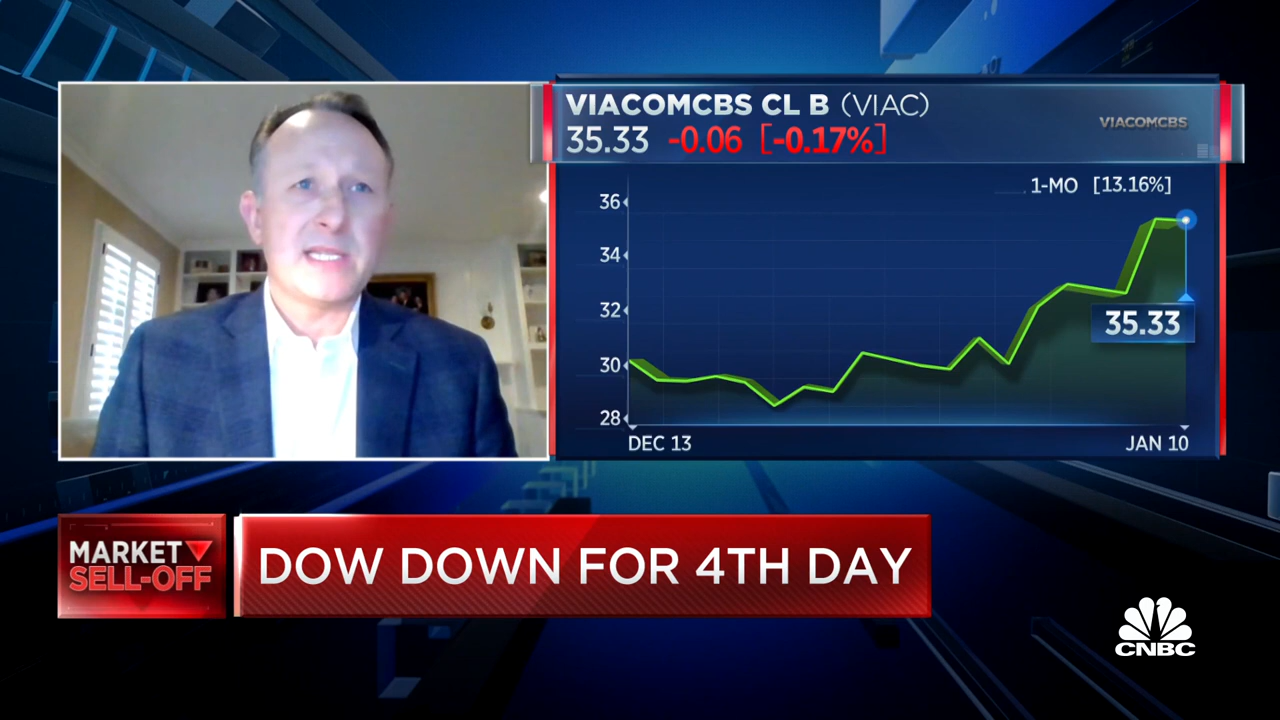 VIACOMCBS CL B (VIAC)
35.33 -0.06 [-0.17%]
VIACOMCBS
1-MO [13.16%]
36
34
32
30
28
35.33
DEC 13
JAN 10
MARKET
SELL-OFF
DOW DOWN FOR 4TH DAY
CNBC